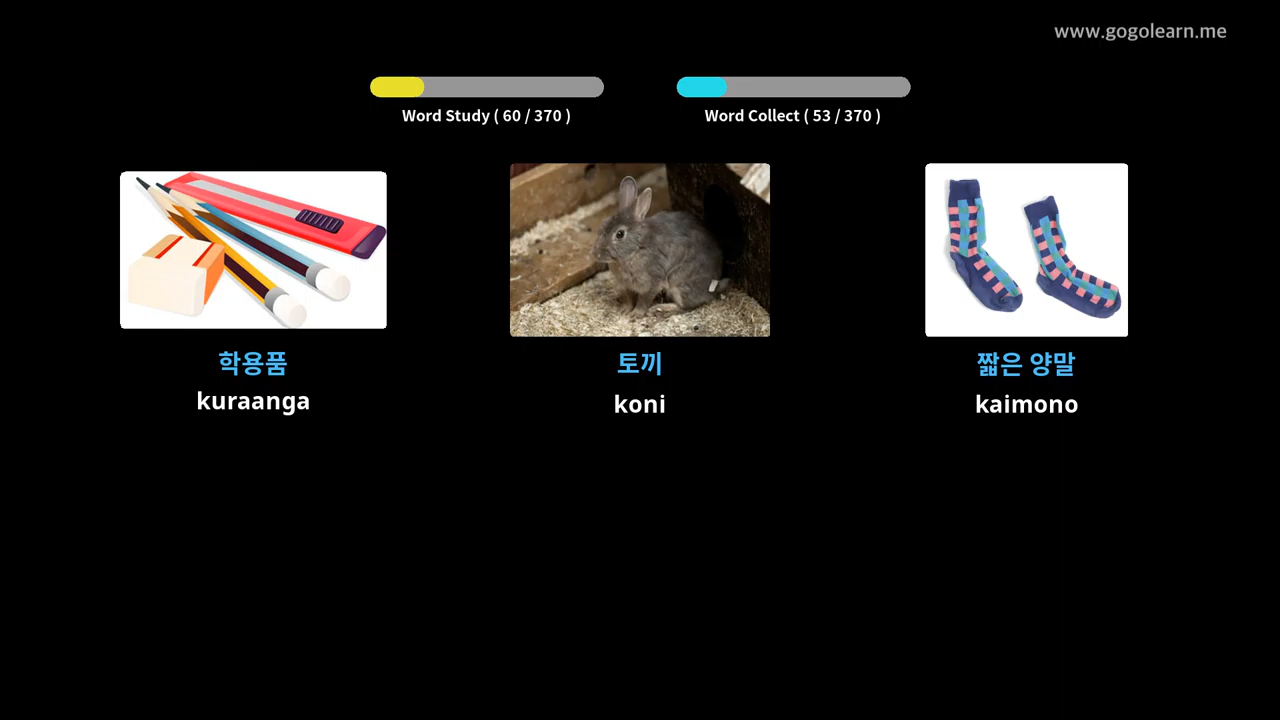 www.gogolearn.me
Word Study ( 60 / 370 )
Word Collect ( 53 / 370 )
학용품
토끼
짧은 양말
kuraanga
koni
kaimono